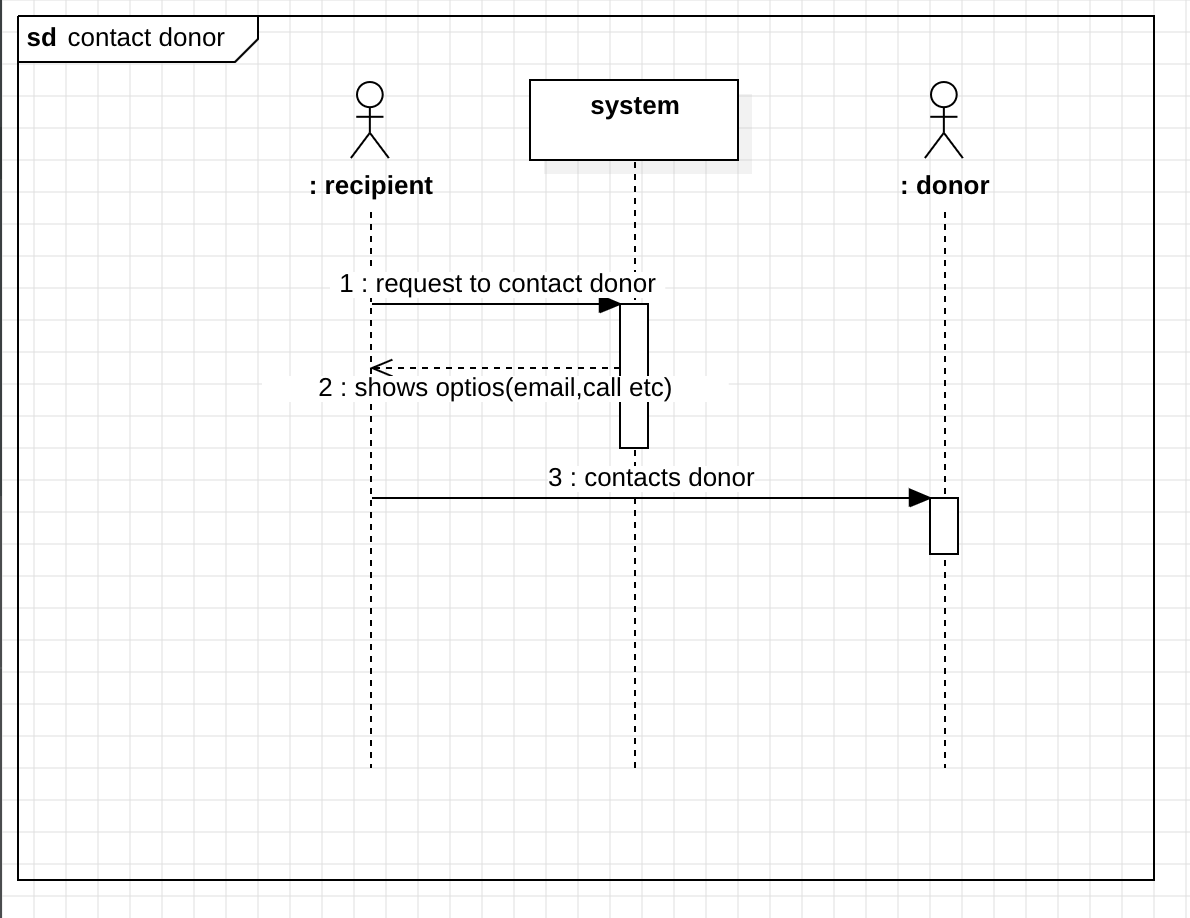 sd contact donor
system
: recipient
: donor
1 : request to contact donor
2 : shows optios(email,call etc)
3 : contacts donor